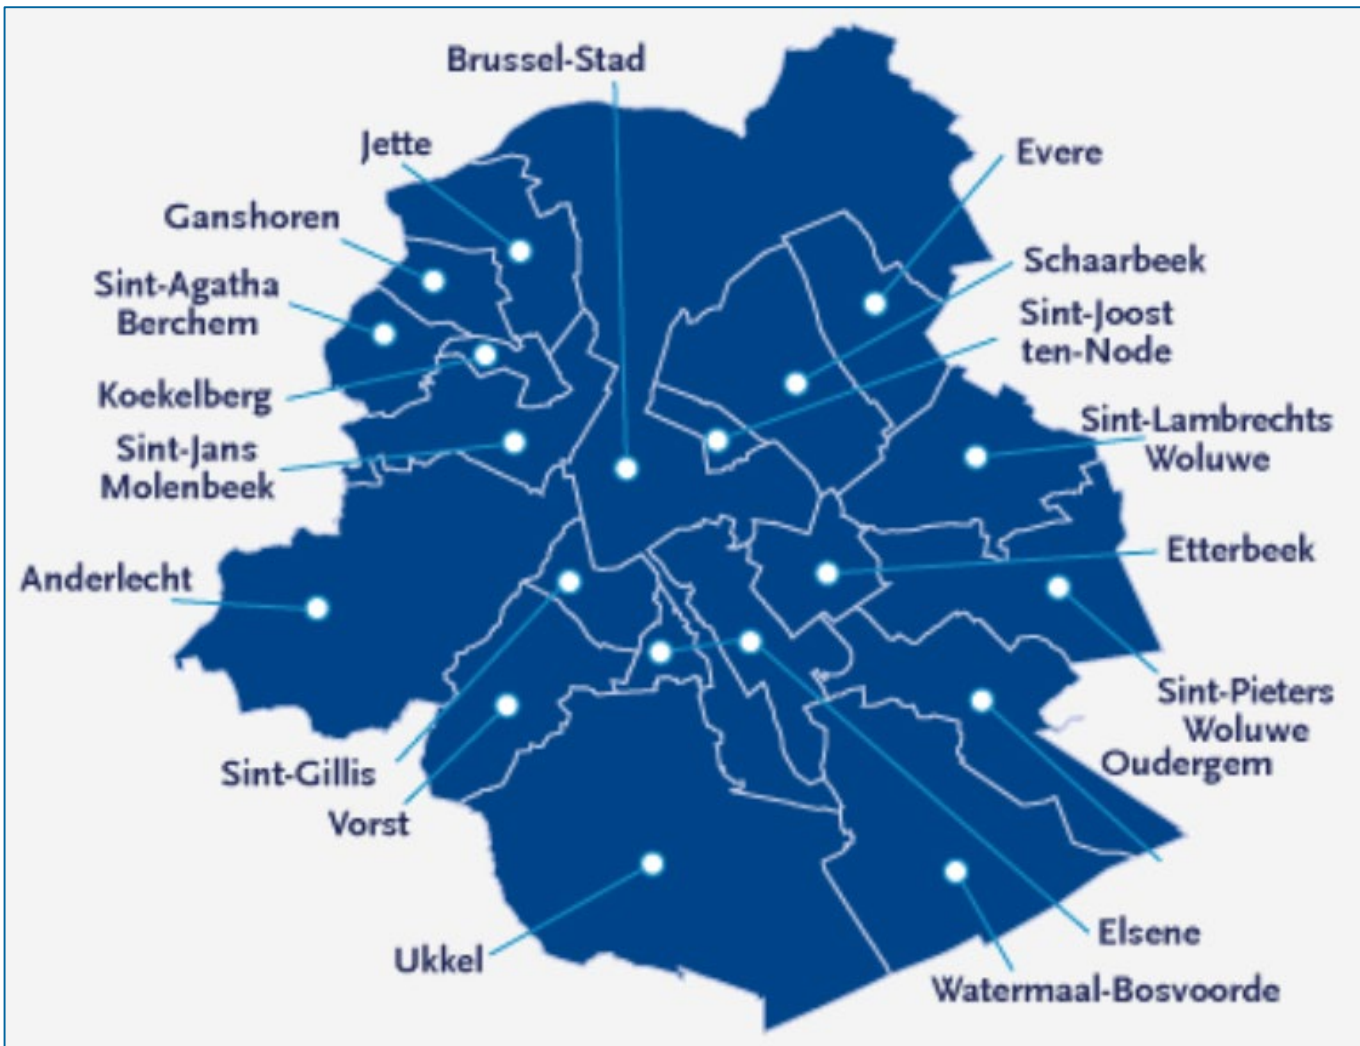 Brussel-Stad
Jette
Evere
Ganshoren
Schaarbeek
Sint-Agatha
Berchem
Sint-Joost
ten-Node
Koekelberg
Sint-Lambrechts
Woluwe
Sint-Jans
Molenbeek
Etterbeek
Anderlecht
Sint-Pieters
Woluwe
Oudergem
Sint-Gillis
Vorst
Elsene
Ukkel
Watermaal-Bosvoorde